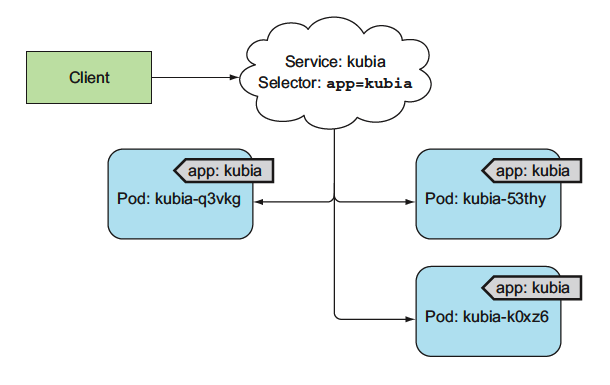 Client
Service: kubia
Selector: app=kubia
app: kubia
Pod: kubia-q3vkg
app: kubia
Pod: kubia-53thy
app: kubia
Pod: kubia-k0xz6